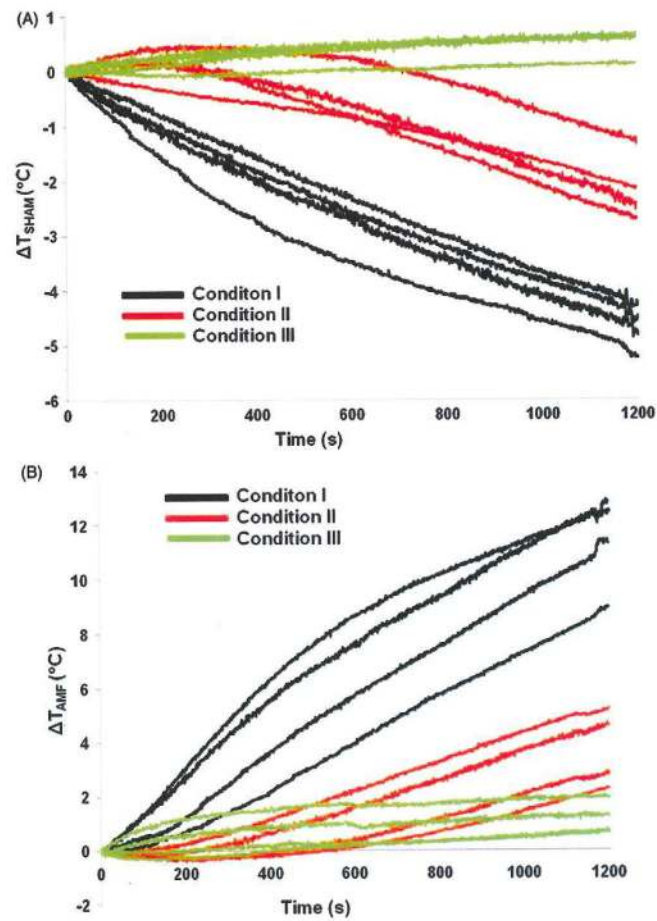 (A)
1
0
-1
-2
-3
-4
-5
-6
ΔTSHAM(°C)
Conditon I
Condition II
Condition III
0 200 400 600 800 1000 1200
Time (s)
(B)
14
12
10
8
6
4
2
0
-2
ΔTAMF(°C)
Conditon I
Condition II
Condition III
0 200 400 600 800 1000 1200
Time (s)